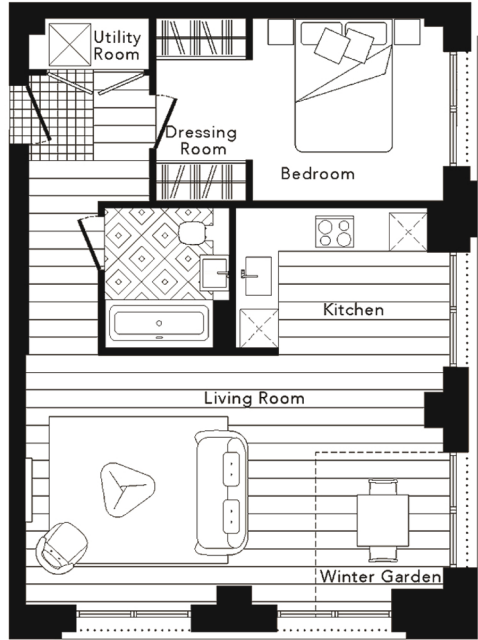 Utility
Room
Dressing
Room
Bedroom
Kitchen
Living Room
Winter Garden